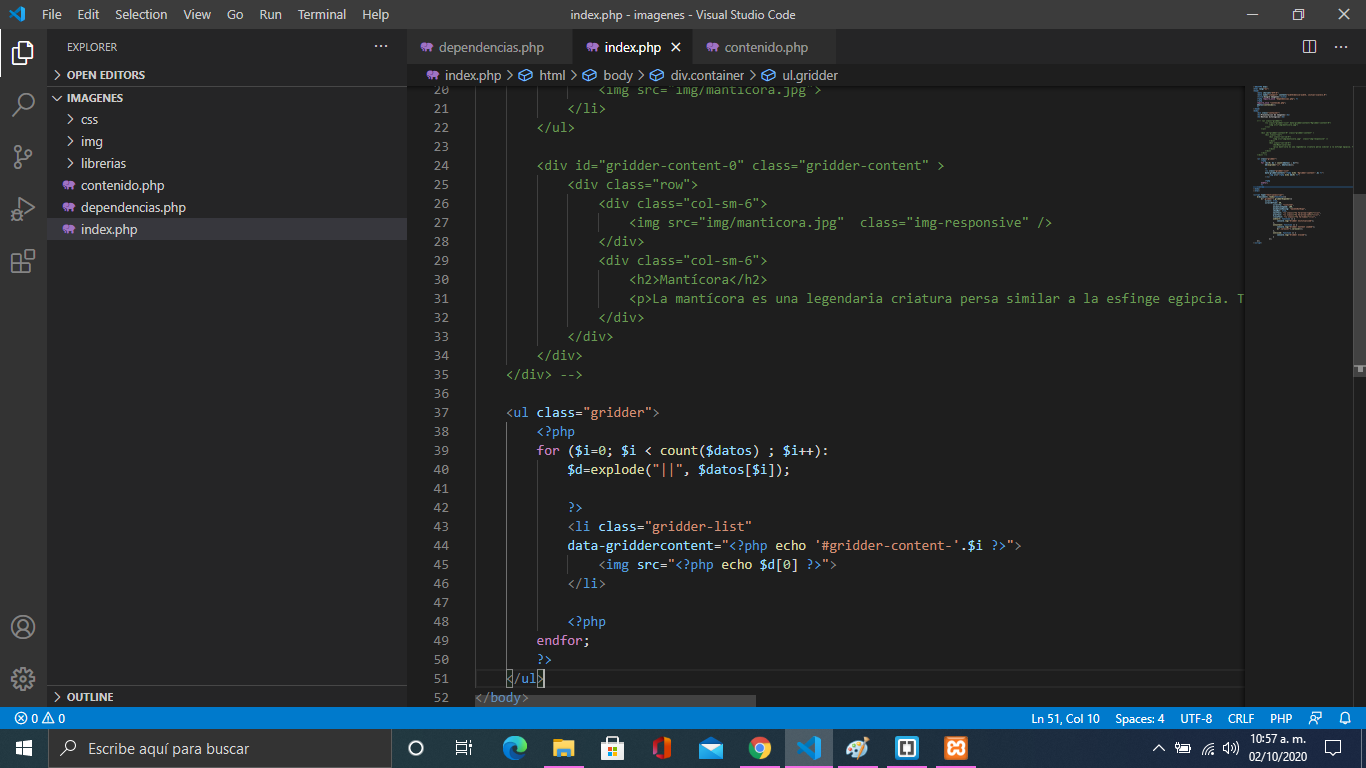 File Edit Selection View Go Run Terminal Help
index.php - imagenes - Visual Studio Code
EXPLORER
OPEN EDITORS
IMAGENES
css
img
librerias
contenido.php
dependencias.php
index.php
OUTLINE
dependencias.php index.php contenido.php
index.php > html > body > div.container > ul.gridder
20 <img src="img/manticora.jpg">
21 </li>
22 </ul>
23
24 <div id="gridder-content-0" class="gridder-content" >
25 <div class="row">
26 <div class="col-sm-6">
27 <img src="img/manticora.jpg"  class="img-responsive" />
28 </div>
29 <div class="col-sm-6">
30 <h2>Mantícora</h2>
31 <p>La mantícora es una legendaria criatura persa similar a la esfinge egipcia. T
32 </div>
33 </div>
34 </div>
35 </div> -->
36
37 <ul class="gridder">
38 <?php
39 for ($i=0; $i < count($datos) ; $i++):
40 $d=explode("||", $datos[$i]);
41
42 ?>
43 <li class="gridder-list"
44 data-griddercontent="<?php echo '#gridder-content-'.$i ?>">
45 <img src="<?php echo $d[0] ?>">
46 </li>
47
48 <?php
49 endfor;
50 ?>
51 </ul>
52 </body>
0 0
Ln 51, Col 10 Spaces: 4 UTF-8 CRLF PHP
Escribe aquí para buscar
10:57 a. m.
02/10/2020